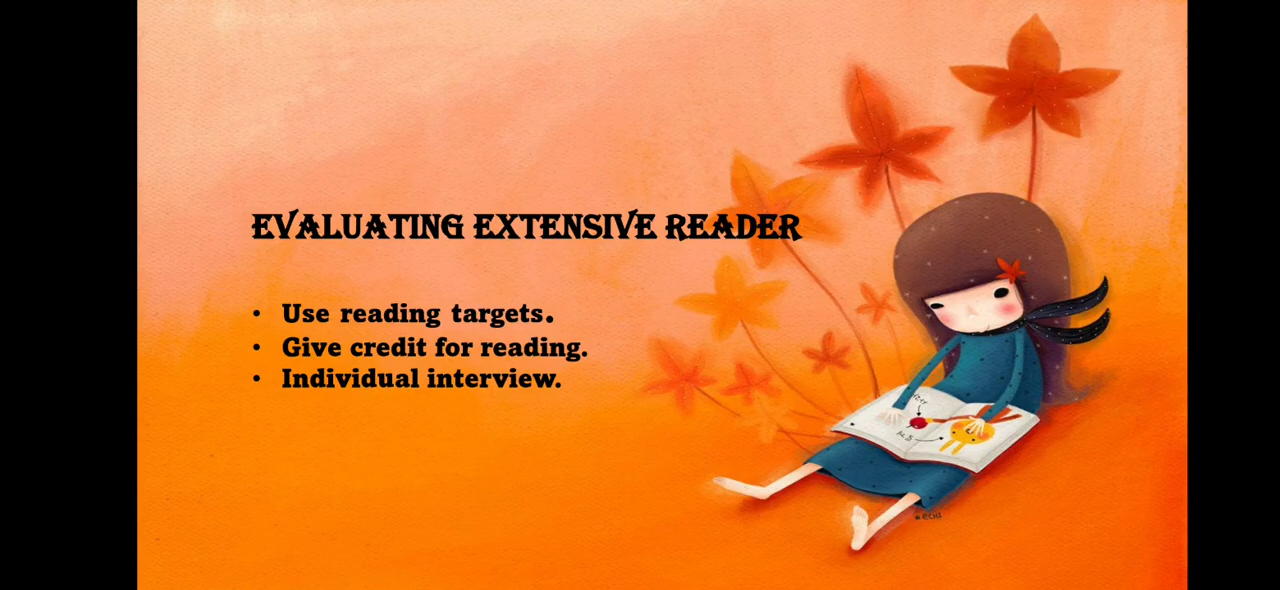 EVALUATING EXTENSIVE READER
• Use reading targets.
• Give credit for reading.
• Individual interview.